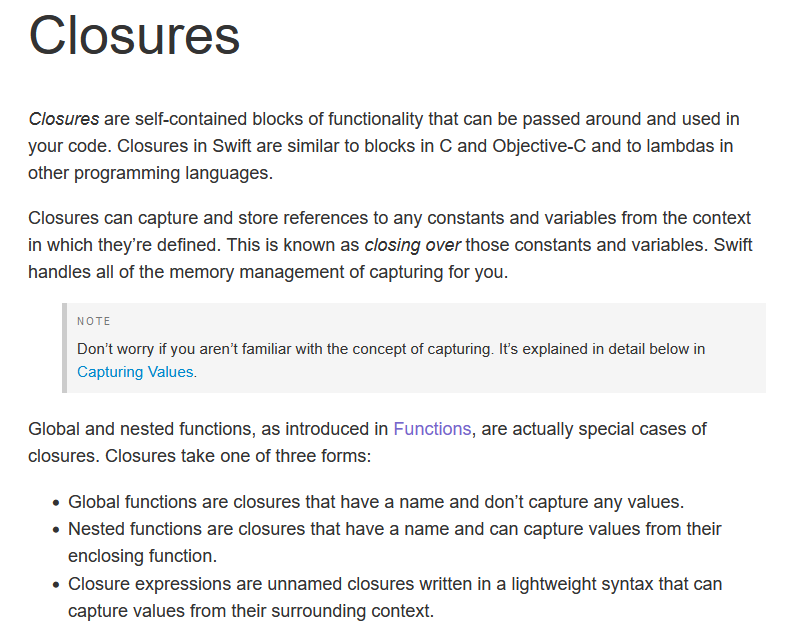 Closures
Closures are self-contained blocks of functionality that can be passed around and used in
your code. Closures in Swift are similar to blocks in C and Objective-C and to lambdas in
other programming languages.
Closures can capture and store references to any constants and variables from the context
in which they’re defined. This is known as closing over those constants and variables. Swift
handles all of the memory management of capturing for you.
NOTE
Don’t worry if you aren’t familiar with the concept of capturing. It’s explained in detail below in
Capturing Values.
Global and nested functions, as introduced in Functions, are actually special cases of
closures. Closures take one of three forms:
• Global functions are closures that have a name and don’t capture any values.
• Nested functions are closures that have a name and can capture values from their
enclosing function.
• Closure expressions are unnamed closures written in a lightweight syntax that can
capture values from their surrounding context.